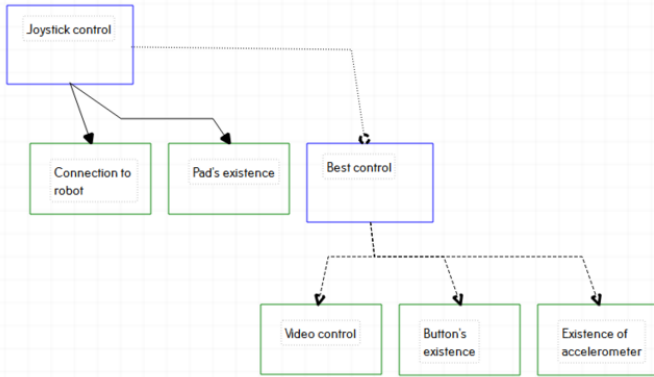 Joystick control
Connection to
robot
Pad's existence
Best control
Video control
Button's
existence
Existence of
accelerometer